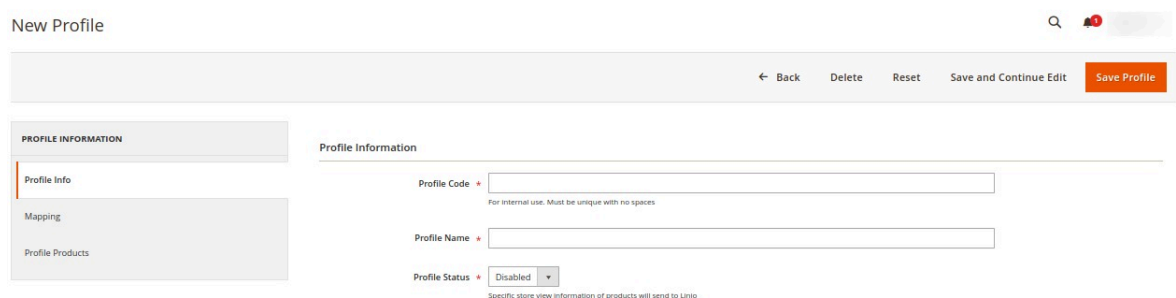 New Profile
1
← Back Delete Reset Save and Continue Edit Save Profile
PROFILE INFORMATION
Profile Info
Mapping
Profile Products
Profile Information
Profile Code *
For internal use. Must be unique with no spaces
Profile Name *
Profile Status * Disabled
Specific store view information of products will send to Linio